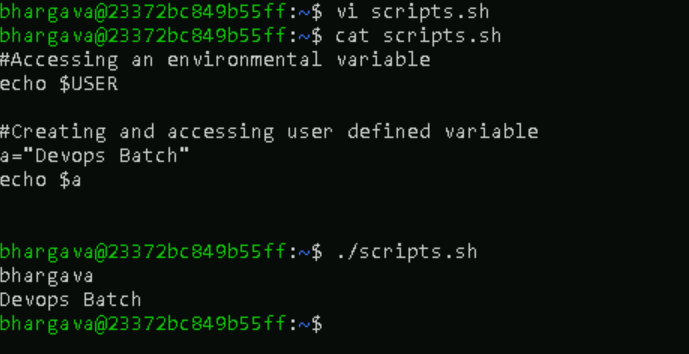 bhargava@23372bc849b55ff:~$ vi scripts.sh
bhargava@23372bc849b55ff:~$ cat scripts.sh
#Accessing an environmental variable
echo $USER
#Creating and accessing user defined variable
a="Devops Batch"
echo $a
bhargava@23372bc849b55ff:~$ ./scripts.sh
bhargava
Devops Batch
bhargava@23372bc849b55ff:~$